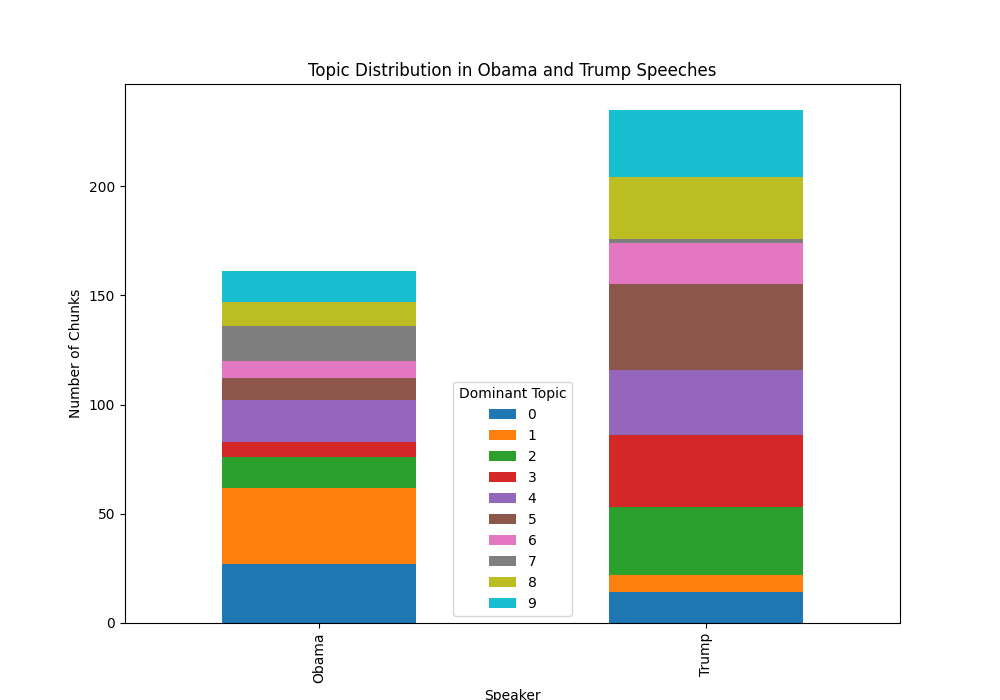 Topic Distribution in Obama and Trump Speeches
Number of Chunks
200
150
100
50
0
Dominant Topic
0
1
2
3
4
5
6
7
8
9
Obama
Trump
Speaker